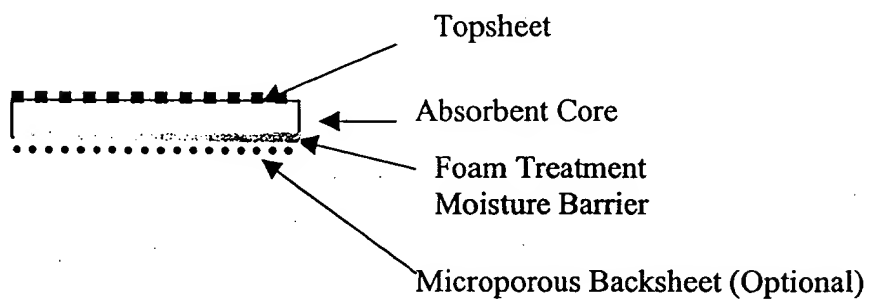 Topsheet
Absorbent Core
Foam Treatment
Moisture Barrier
Microporous Backsheet (Optional)